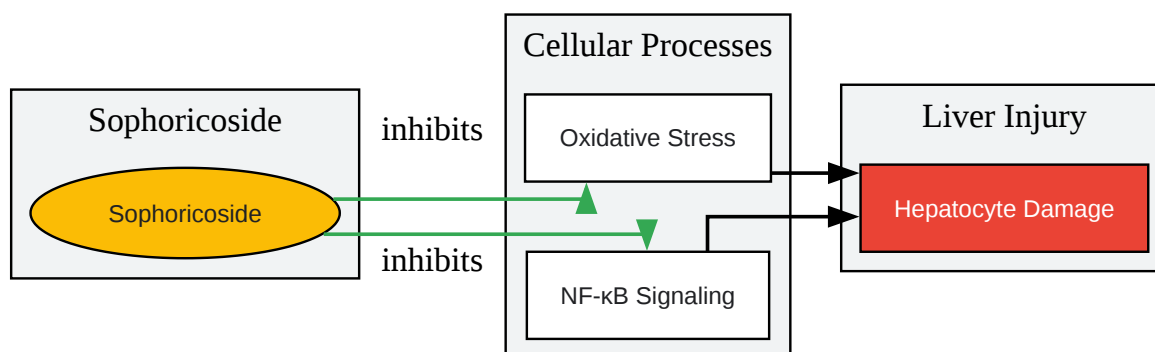 Sophoricoside
Sophoricoside
inhibits
inhibits
Cellular Processes
Oxidative Stress
NF-κB Signaling
Liver Injury
Hepatocyte Damage